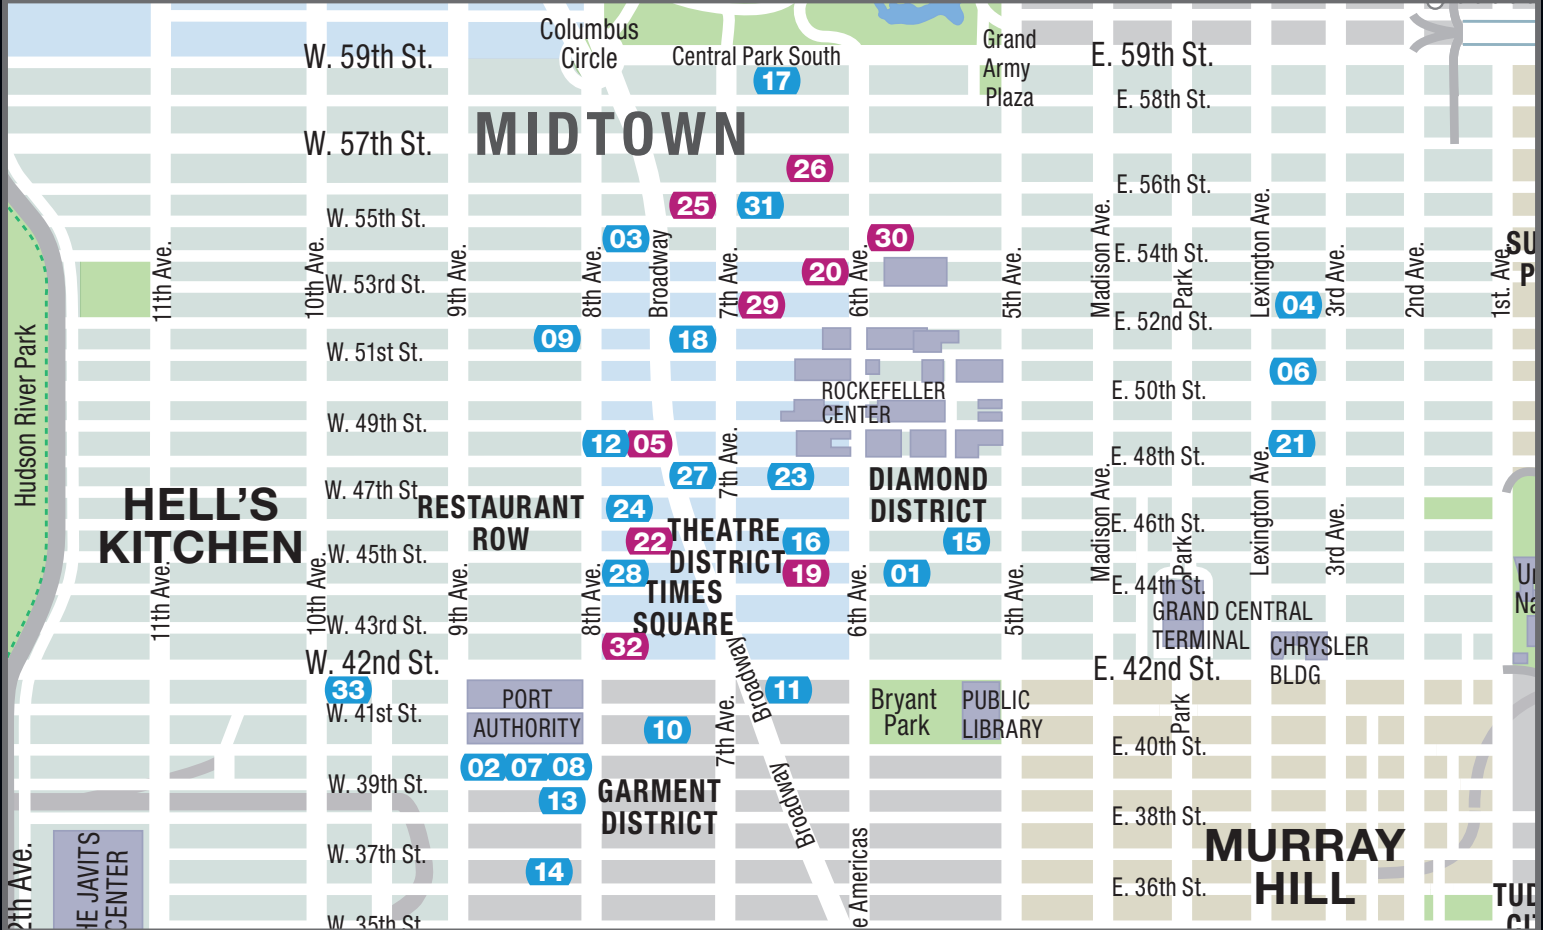 Columbus
Circle
Central Park South
Grand
Army
Plaza
W. 59th St.
E. 59th St.
17
E. 58th St.
MIDTOWN
W. 57th St.
26
E. 56th St.
25
31
W. 55th St.
03
30
E. 54th St.
20
W. 53rd St.
29
04
11th Ave.
10th Ave.
9th Ave.
8th Ave.
Broadway
7th Ave.
6th Ave.
5th Ave.
Madison Ave.
Park
Lexington Ave.
3rd Ave.
2nd Ave.
1st. Ave.
SU
P
E. 52nd St.
09
18
W. 51st St.
06
E. 50th St.
ROCKEFELLER
CENTER
Hudson River Park
W. 49th St.
12
05
21
E. 48th St.
27
23
7th Ave.
W. 47th St.
DIAMOND
DISTRICT
HELL'S
KITCHEN
RESTAURANT
ROW
24
E. 46th St.
22
THEATRE
DISTRICT
16
15
W. 45th St.
28
19
01
E. 44th St.
TIMES
SQUARE
11th Ave.
10th Ave.
9th Ave.
8th Ave.
6th Ave.
5th Ave.
Madison Ave.
Park
Lexington Ave.
3rd Ave.
Un
Na
W. 43rd St.
GRAND CENTRAL
TERMINAL
CHRYSLER
BLDG
32
W. 42nd St.
E. 42nd St.
33
11
W. 41st St.
PORT
AUTHORITY
10
7th Ave.
Broadway
Bryant
Park
PUBLIC
LIBRARY
Park
E. 40th St.
02
07
08
W. 39th St.
13
GARMENT
DISTRICT
Broadway
E. 38th St.
W. 37th St.
14
MURRAY
HILL
E. 36th St.
2th Ave.
HE JAVITS
CENTER
e Americas
W. 35th St.
TUD
CIT